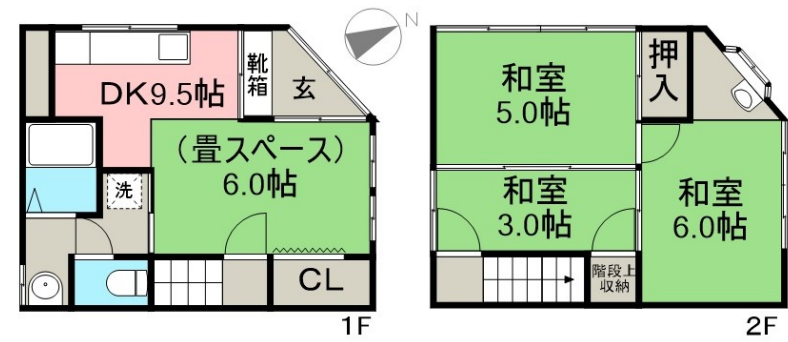 DK9.5帖
靴箱
玄
N
(畳スペース)
6.0帖
洗
CL
1F
和室
5.0帖
押入
和室
3.0帖
和室
6.0帖
階段上
収納
2F